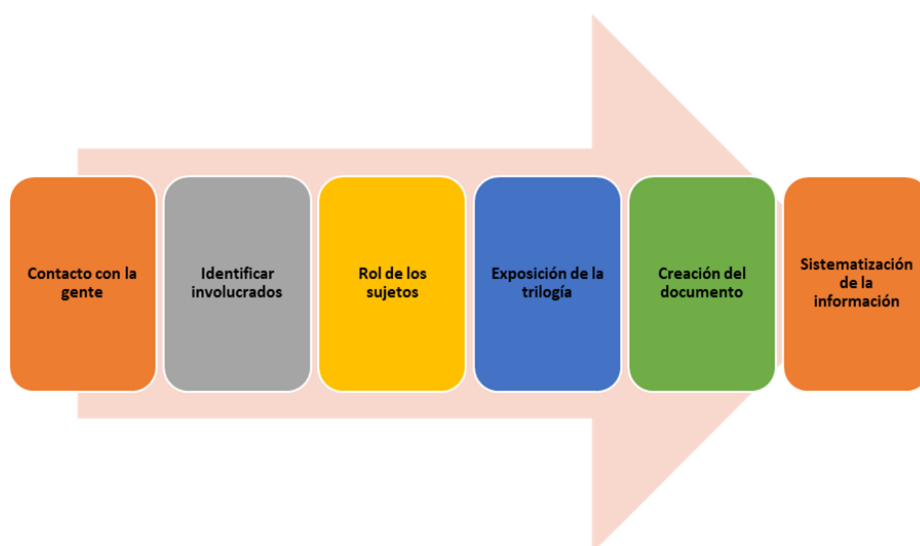 Contacto con la
gente
Identificar
involucrados
Rol de los
sujetos
Exposición de la
trilogía
Creación del
documento
Sistematización
de la
información